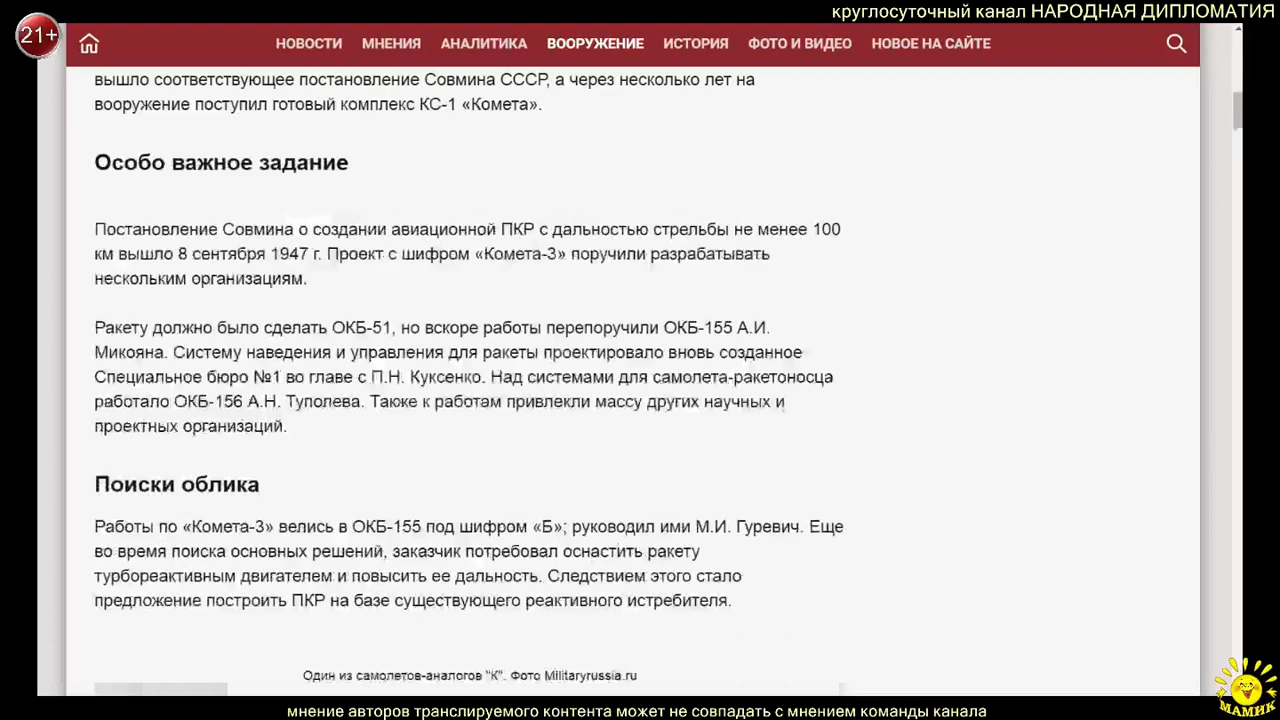 круглосуточный канал НАРОДНАЯ ДИПЛОМАТИЯ
21+
НОВОСТИ МНЕНИЯ АНАЛИТИКА ВООРУЖЕНИЕ ИСТОРИЯ ФОТО И ВИДЕО НОВОЕ НА САЙТЕ
вышло соответствующее постановление Совмина СССР, а через несколько лет на
вооружение поступил готовый комплекс КС-1 «Комета».
Особо важное задание
Постановление Совмина о создании авиационной ПКР с дальностью стрельбы не менее 100
км вышло 8 сентября 1947 г. Проект с шифром «Комета-3» поручили разрабатывать
нескольким организациям.
Ракету должно было сделать ОКБ-51, но вскоре работы перепоручили ОКБ-155 А.И.
Микояна. Систему наведения и управления для ракеты проектировало вновь созданное
Специальное бюро №1 во главе с П.Н. Куксенко. Над системами для самолета-ракетоносца
работало ОКБ-156 А.Н. Туполева. Также к работам привлекли массу других научных и
проектных организаций.
Поиски облика
Работы по «Комета-3» велись в ОКБ-155 под шифром «Б»; руководил ими М.И. Гуревич. Еще
во время поиска основных решений, заказчик потребовал оснастить ракету
турбореактивным двигателем и повысить ее дальность. Следствием этого стало
предложение построить ПКР на базе существующего реактивного истребителя.
Один из самолетов-аналогов "К". Фото Militaryrussia.ru
МАМИК
мнение авторов транслируемого контента может не совпадать с мнением команды канала